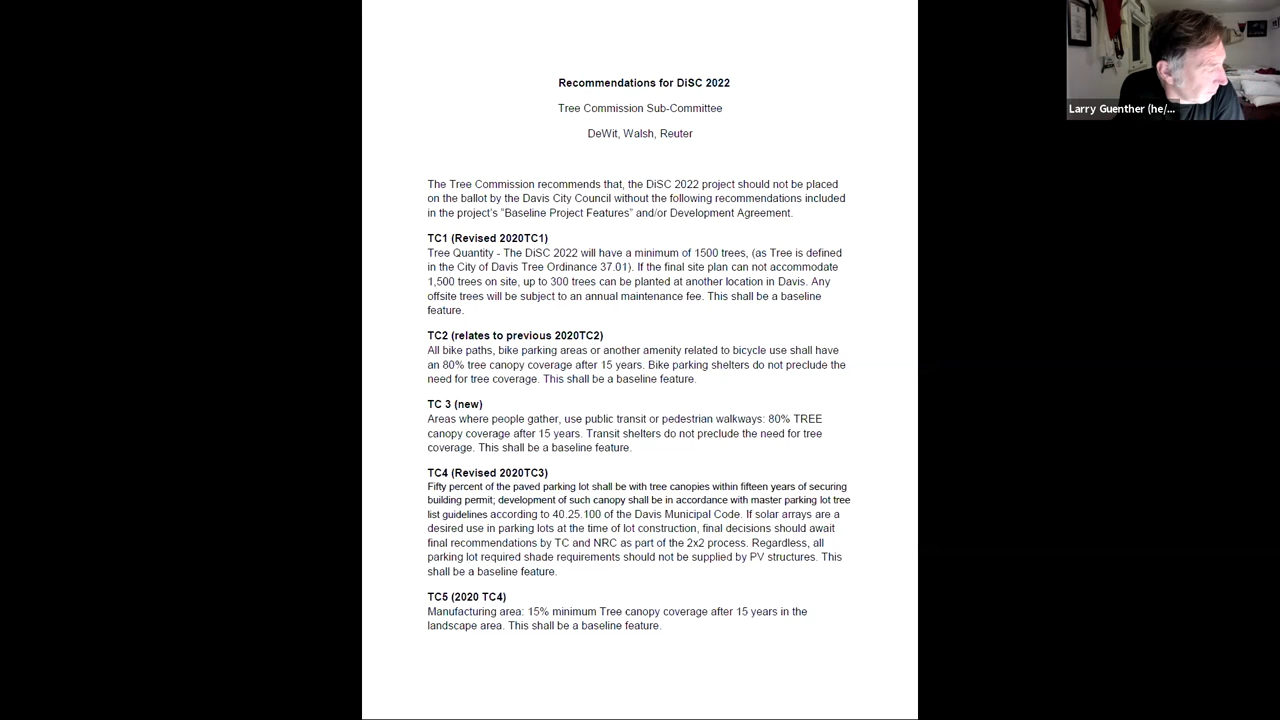 Recommendations for DiSC 2022
Tree Commission Sub-Committee
DeWit, Walsh, Reuter
The Tree Commission recommends that, the DiSC 2022 project should not be placed
on the ballot by the Davis City Council without the following recommendations included
in the project's "Baseline Project Features" and/or Development Agreement.
TC1 (Revised 2020TC1)
Tree Quantity - The DiSC 2022 will have a minimum of 1500 trees, (as Tree is defined
in the City of Davis Tree Ordinance 37.01). If the final site plan can not accommodate
1,500 trees on site, up to 300 trees can be planted at another location in Davis. Any
offsite trees will be subject to an annual maintenance fee. This shall be a baseline
feature.
TC2 (relates to previous 2020TC2)
All bike paths, bike parking areas or another amenity related to bicycle use shall have
an 80% tree canopy coverage after 15 years. Bike parking shelters do not preclude the
need for tree coverage. This shall be a baseline feature.
TC 3 (new)
Areas where people gather, use public transit or pedestrian walkways: 80% TREE
canopy coverage after 15 years. Transit shelters do not preclude the need for tree
coverage. This shall be a baseline feature.
TC4 (Revised 2020TC3)
Fifty percent of the paved parking lot shall be with tree canopies within fifteen years of securing
building permit; development of such canopy shall be in accordance with master parking lot tree
list guidelines according to 40.25.100 of the Davis Municipal Code. If solar arrays are a
desired use in parking lots at the time of lot construction, final decisions should await
final recommendations by TC and NRC as part of the 2x2 process. Regardless, all
parking lot required shade requirements should not be supplied by PV structures. This
shall be a baseline feature.
TC5 (2020 TC4)
Manufacturing area: 15% minimum Tree canopy coverage after 15 years in the
landscape area. This shall be a baseline feature.
Larry Guenther (he/...